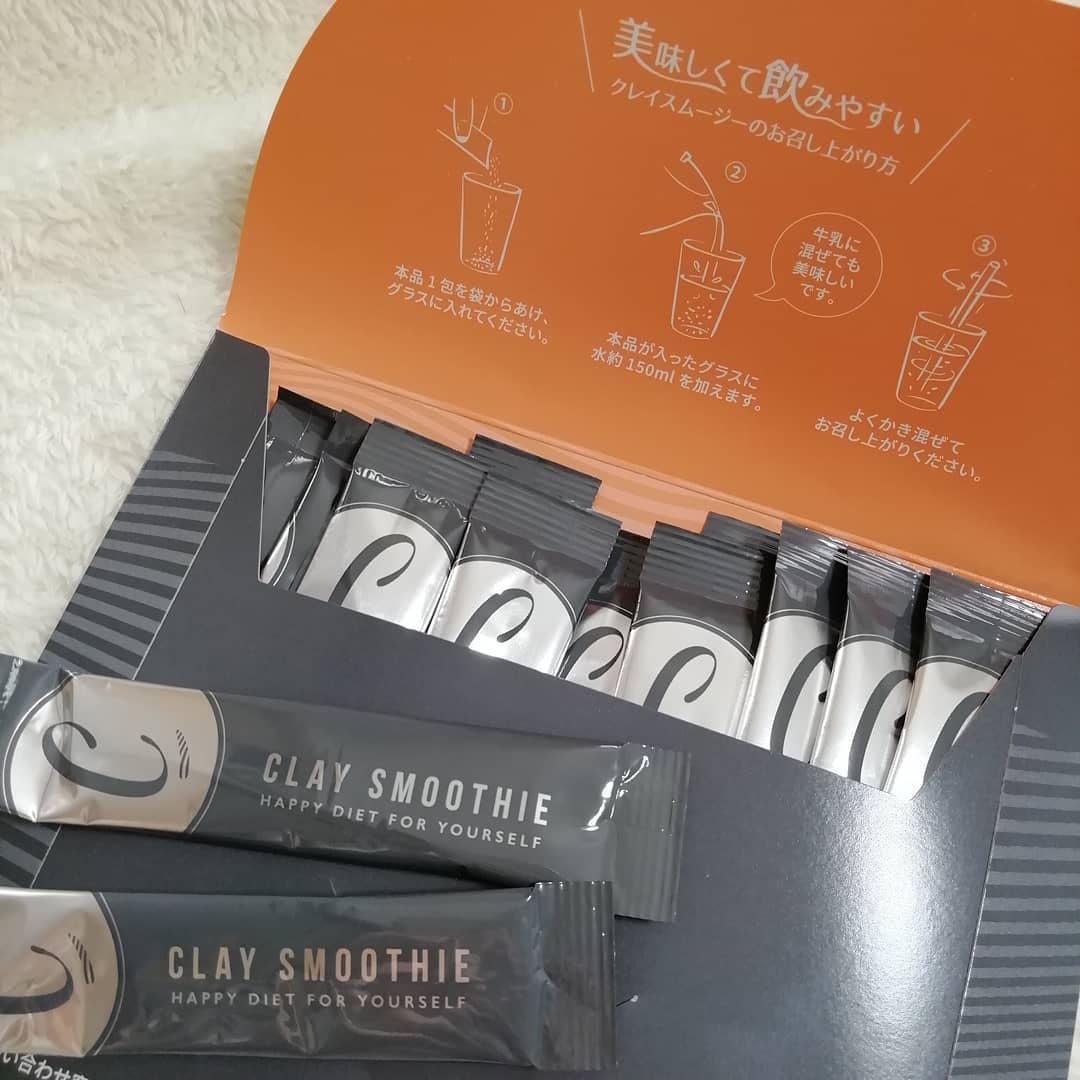 美味しくて飲みやすい
クレイスムージーのお召し上がり方
①
本品1包を袋からあけ、
グラスに入れてください。
②
牛乳に
混ぜても
美味しい
です。
本品が入ったグラスに
水約150mlを加えます。
③
よくかき混ぜて
お召し上がりください。
C
C
C
C
C
C
C
C
CLAY SMOOTHIE
HAPPY DIET FOR YOURSELF
C
CLAY SMOOTHIE
HAPPY DIET FOR YOURSELF
い合わせ